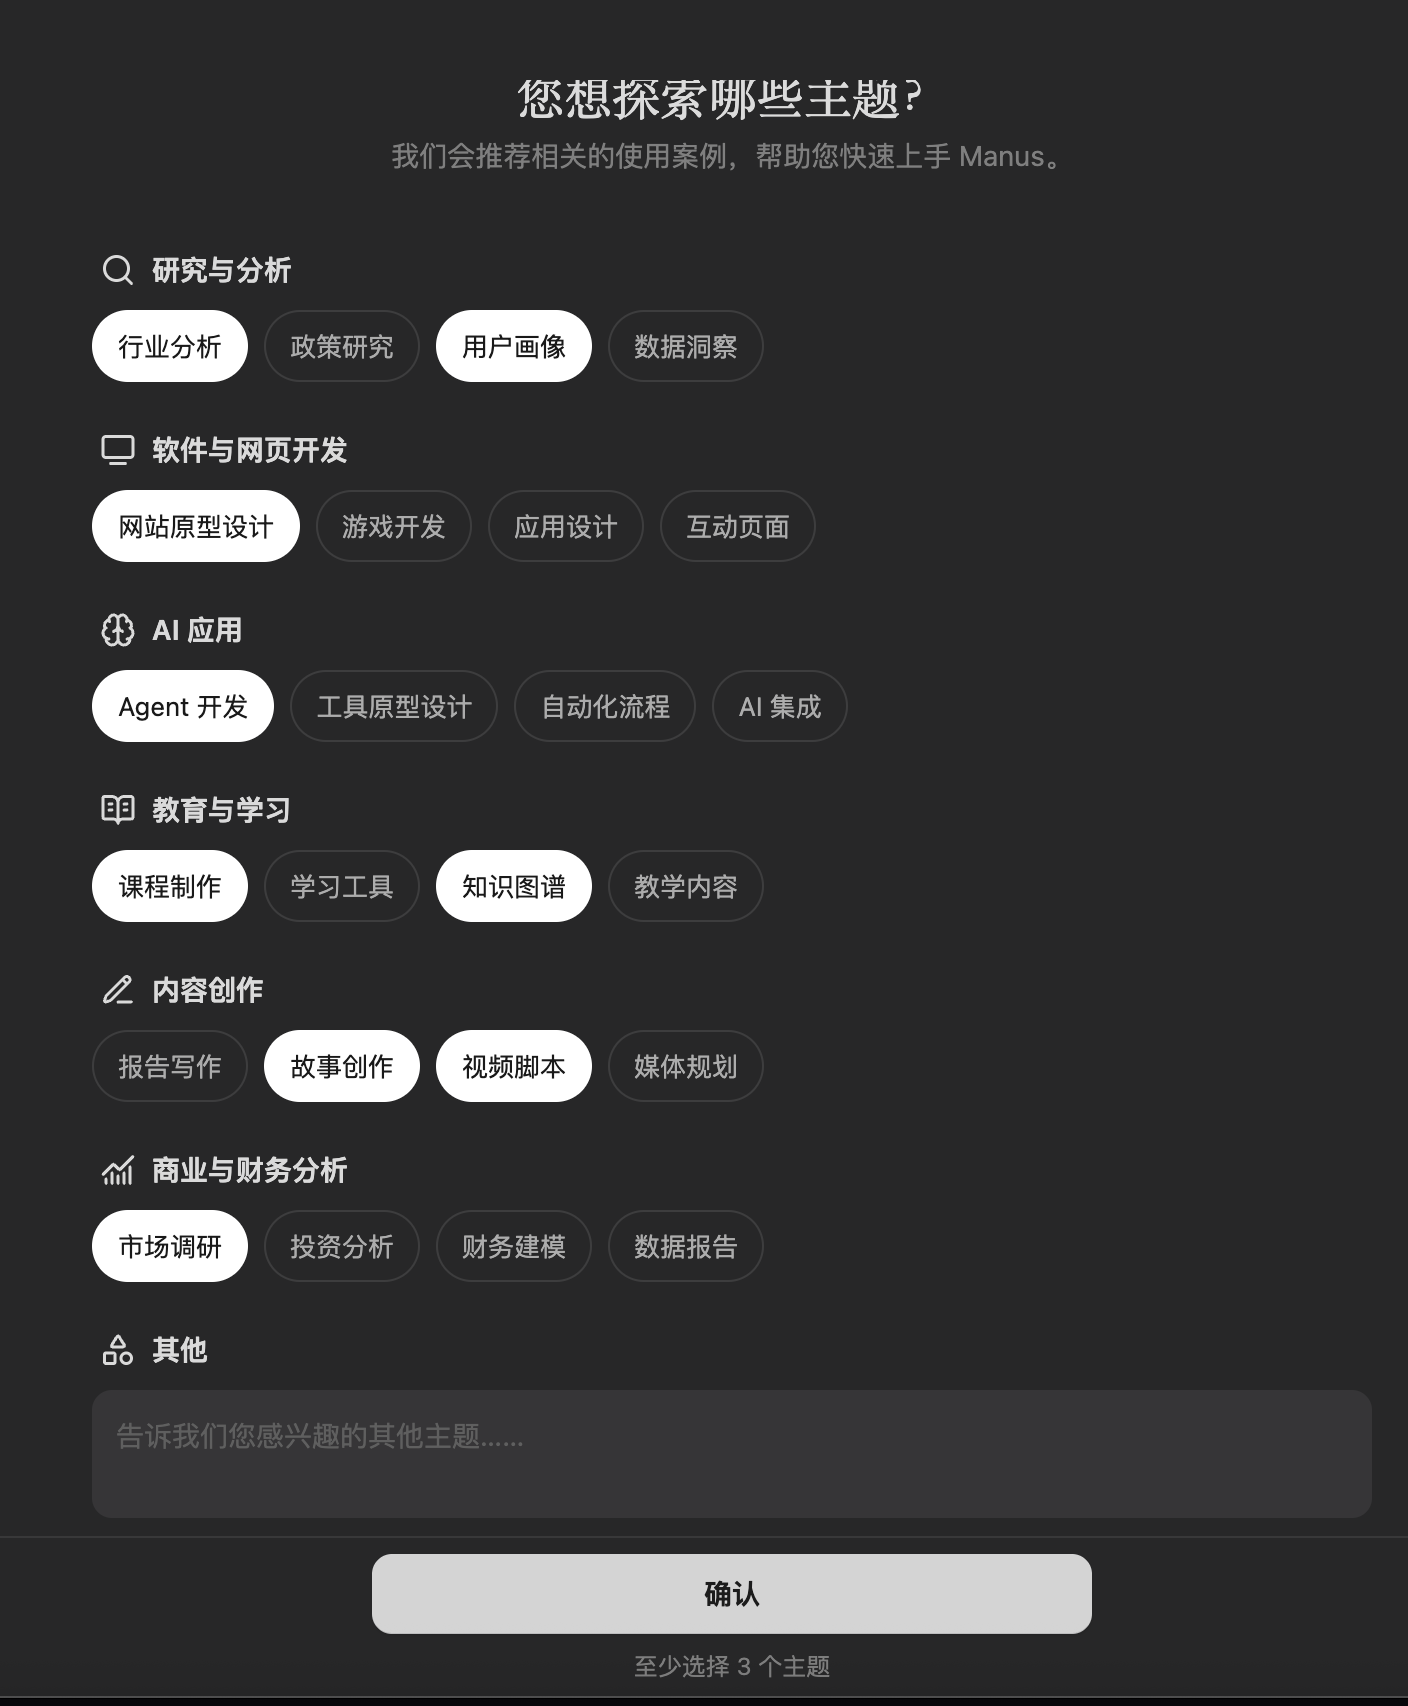 您想探索哪些主题?
我们会推荐相关的使用案例，帮助您快速上手 Manus。
研究与分析
行业分析 政策研究 用户画像 数据洞察
软件与网页开发
网站原型设计 游戏开发 应用设计 互动页面
AI 应用
Agent 开发 工具原型设计 自动化流程 AI 集成
教育与学习
课程制作 学习工具 知识图谱 教学内容
内容创作
报告写作 故事创作 视频脚本 媒体规划
商业与财务分析
市场调研 投资分析 财务建模 数据报告
其他
告诉我们您感兴趣的其他主题......
确认
至少选择 3 个主题